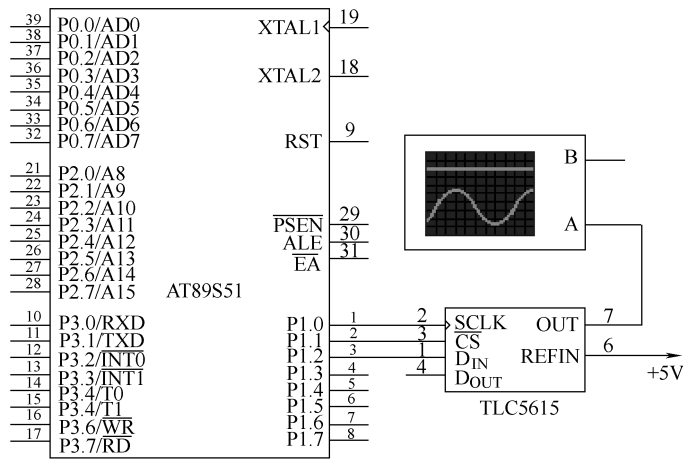 39 P0.0/AD0
38 P0.1/AD1
37 P0.2/AD2
36 P0.3/AD3
35 P0.4/AD4
34 P0.5/AD5
33 P0.6/AD6
32 P0.7/AD7
21 P2.0/A8
22 P2.1/A9
23 P2.2/A10
24 P2.3/A11
25 P2.4/A12
26 P2.5/A13
27 P2.6/A14
28 P2.7/A15
10 P3.0/RXD
11 P3.1/TXD
12 P3.2/INT0
13 P3.3/INT1
14 P3.4/T0
15 P3.4/T1
16 P3.6/WR
17 P3.7/RD
AT89S51
XTAL1 19
XTAL2 18
RST 9
PSEN 29
ALE 30
EA 31
P1.0 1
P1.1 2
P1.2 3
P1.3 4
P1.4 5
P1.5 6
P1.6 7
P1.7 8
B
A
2 SCLK
3 CS
1 DIN
4 DOUT
OUT 7
REFIN 6
+5V
TLC5615